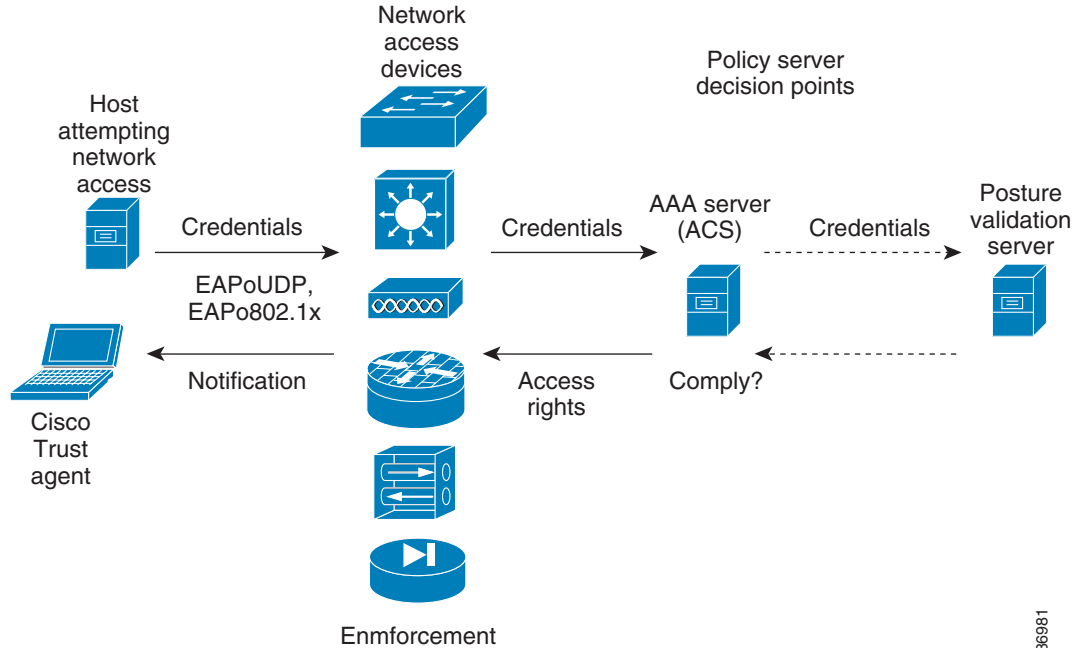 Network
access
devices
Policy server
decision points
Host
attempting
network
access
Credentials
EAPoUDP,
EAPo802.1x
Notification
Cisco
Trust
agent
Credentials
Access
rights
AAA server
(ACS)
Comply?
Credentials
Posture
validation
server
Enmforcement